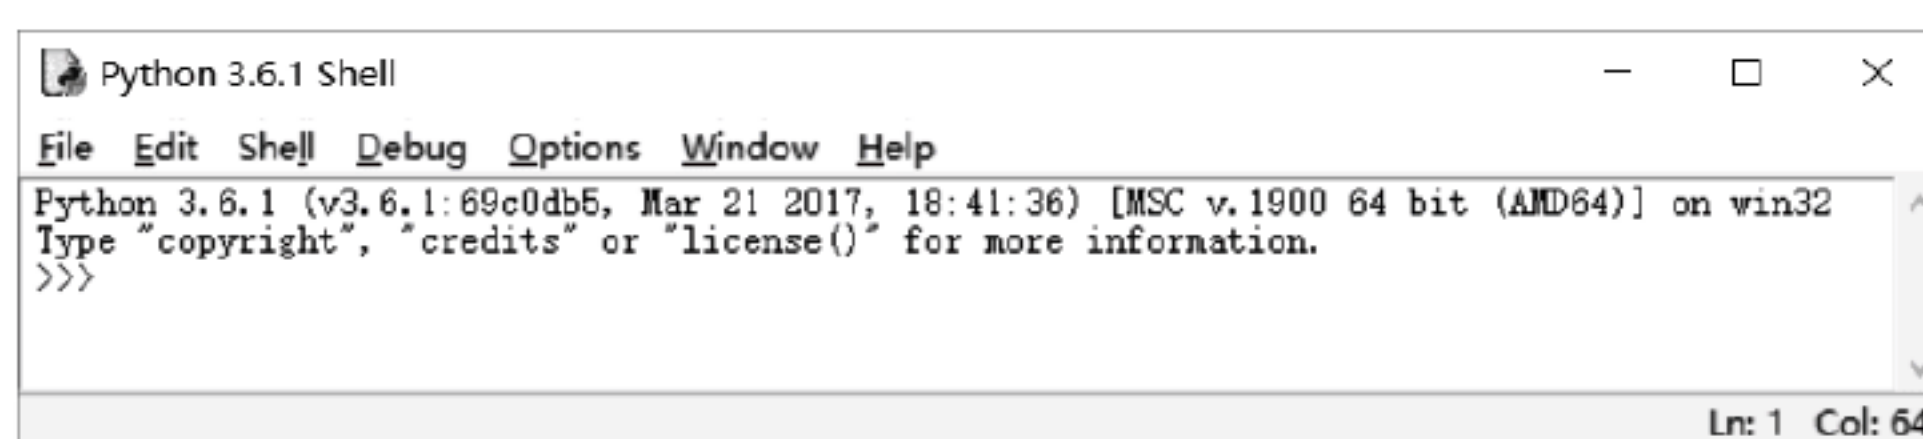 Python 3.6.1 Shell
File Edit Shell Debug Options Window Help
Python 3.6.1 (v3.6.1:69c0db5, Mar 21 2017, 18:41:36) [MSC v.1900 64 bit (AMD64)] on win32
Type "copyright", "credits" or "license()" for more information.
>>>
Ln: 1 Col: 64